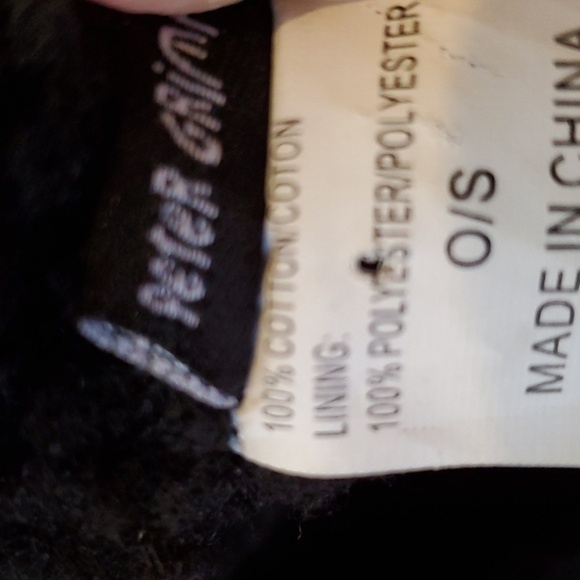 PETER GRIMM
100% COTTON/COTON
LINING:
100% POLYESTER/POLYESTER
O/S
MADE IN CHINA